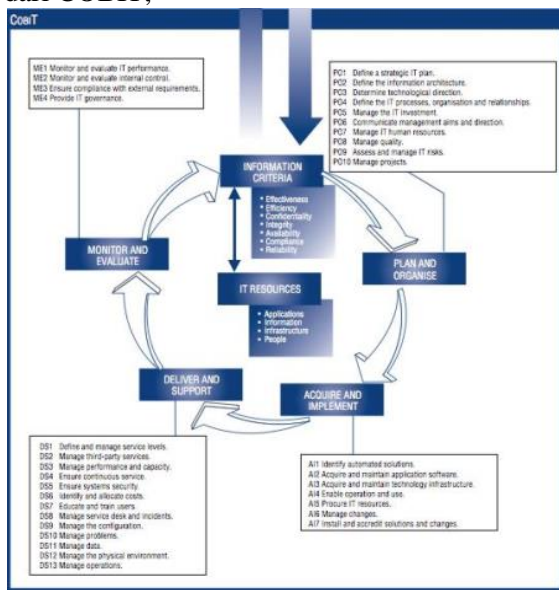 dari COBIT,
COBIT
ME1 Monitor and evaluate IT performance.
ME2 Monitor and evaluate internal control.
ME3 Ensure compliance with external requirements.
ME4 Provide IT governance.
PO1 Define a strategic IT plan.
PO2 Define the information architecture.
PO3 Determine technological direction.
PO4 Define the IT processes, organisation and relationships.
PO5 Manage the IT investment.
PO6 Communicate management aims and direction.
PO7 Manage IT human resources.
PO8 Manage quality.
PO9 Assess and manage IT risks.
PO10 Manage projects.
INFORMATION
CRITERIA
• Effectiveness
• Efficiency
• Confidentiality
• Integrity
• Availability
• Compliance
• Reliability
MONITOR AND
EVALUATE
PLAN AND
ORGANISE
IT RESOURCES
• Applications
• Information
• Infrastructure
• People
DELIVER AND
SUPPORT
ACQUIRE AND
IMPLEMENT
DS1 Define and manage service levels.
DS2 Manage third-party services.
DS3 Manage performance and capacity.
DS4 Ensure continuous service.
DS5 Ensure systems security.
DS6 Identify and allocate costs.
DS7 Educate and train users.
DS8 Manage service desk and incidents.
DS9 Manage the configuration.
DS10 Manage problems.
DS11 Manage data.
DS12 Manage the physical environment.
DS13 Manage operations.
AI1 Identify automated solutions.
AI2 Acquire and maintain application software.
AI3 Acquire and maintain technology infrastructure.
AI4 Enable operation and use.
AI5 Procure IT resources.
AI6 Manage changes.
AI7 Install and accredit solutions and changes.